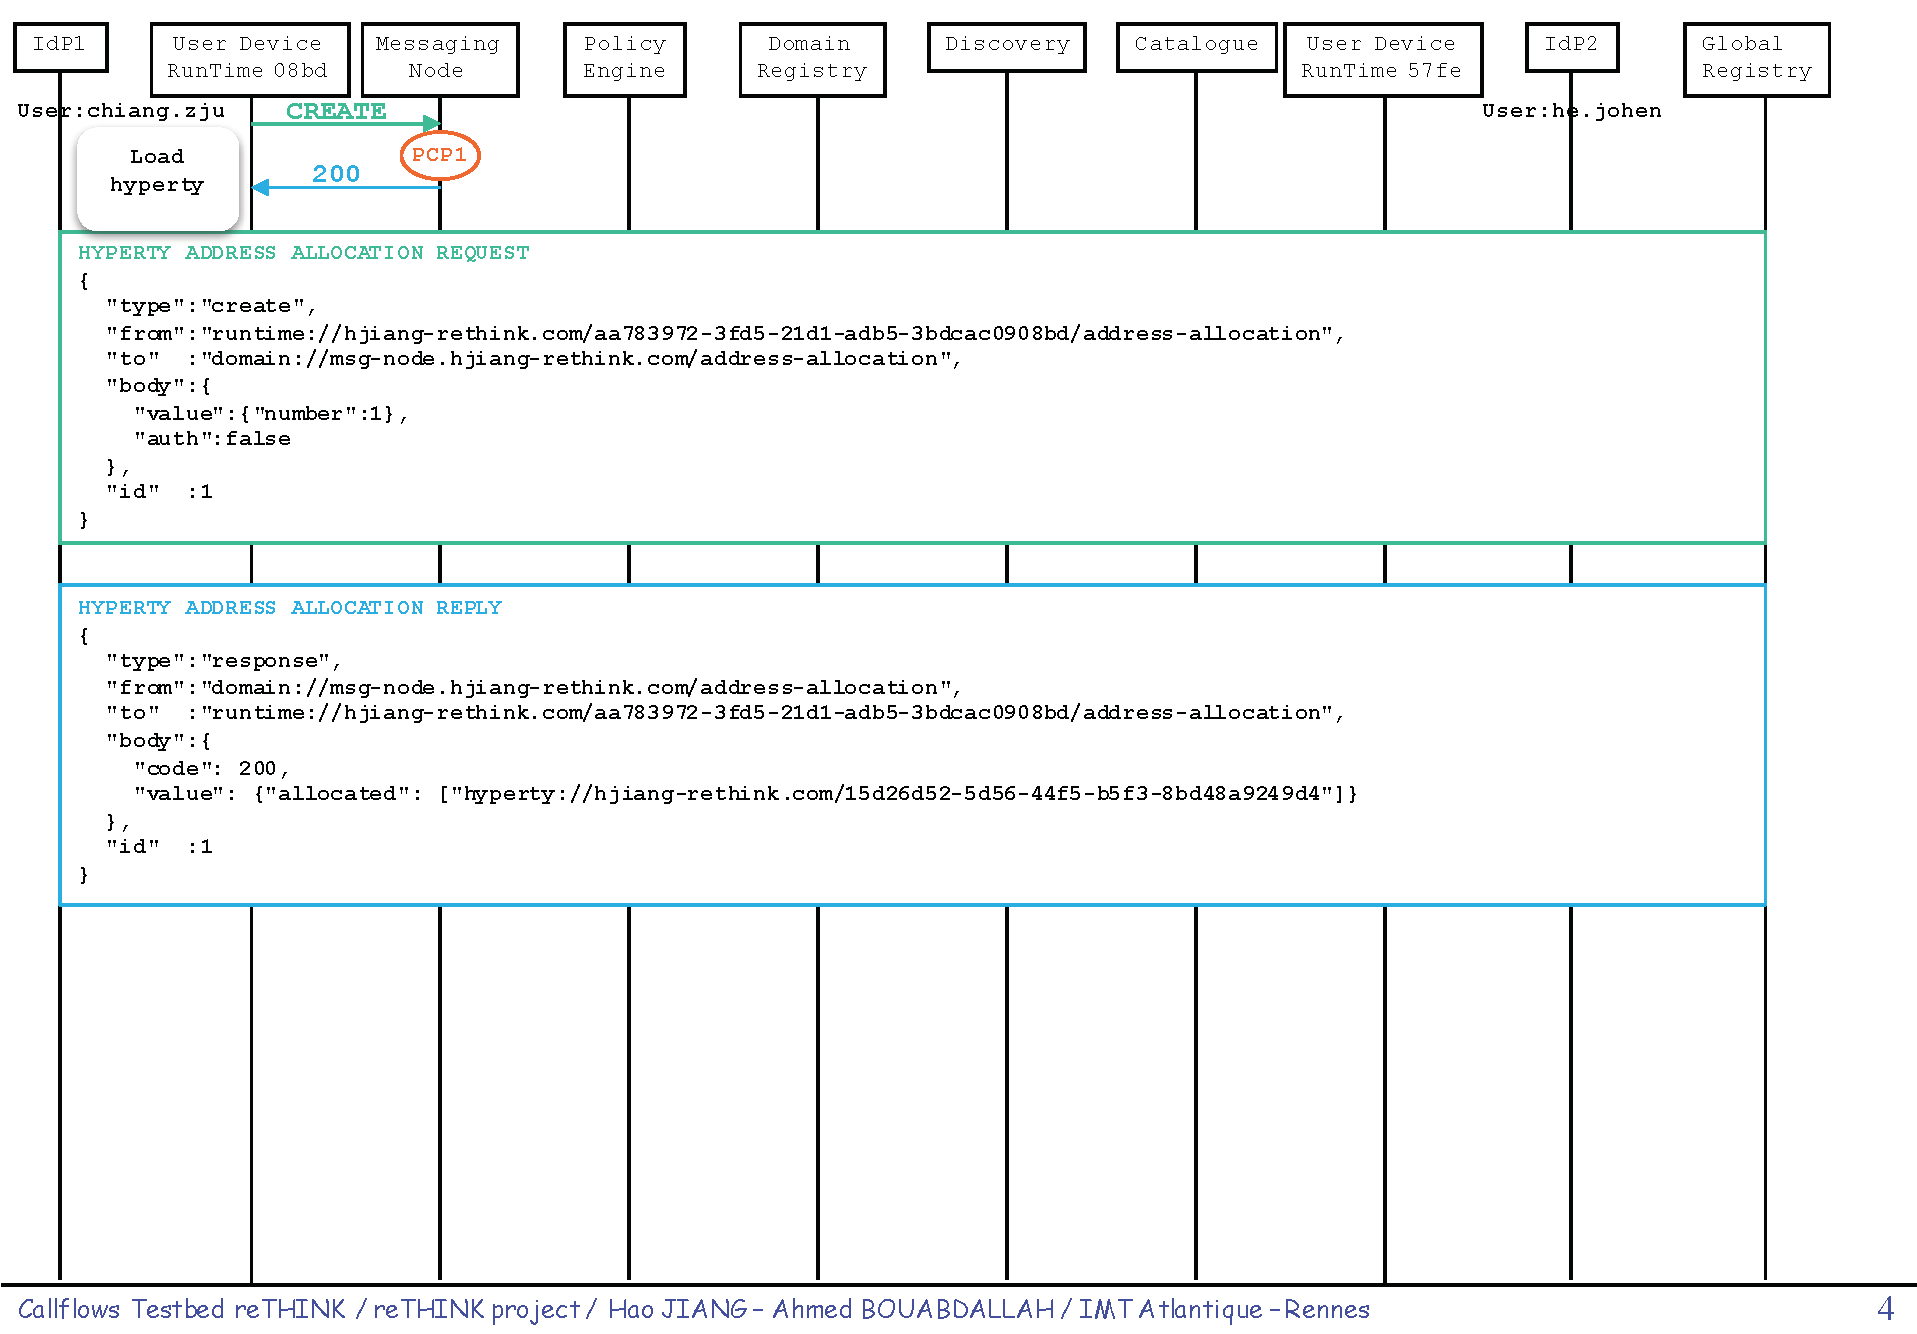 IdP1
User Device
RunTime 08bd
Messaging
Node
Policy
Engine
Domain
Registry
Discovery
Catalogue
User Device
RunTime 57fe
IdP2
Global
Registry
User:chiang.zju
CREATE
User:he.johen
Load
hyperty
PCP1
200
HYPERTY ADDRESS ALLOCATION REQUEST
{
"type":"create",
"from":"runtime://hjiang-rethink.com/aa783972-3fd5-21d1-adb5-3bdcac0908bd/address-allocation",
"to"  :"domain://msg-node.hjiang-rethink.com/address-allocation",
"body":{
"value":{"number":1},
"auth":false
},
"id"  :1
}
HYPERTY ADDRESS ALLOCATION REPLY
{
"type":"response",
"from":"domain://msg-node.hjiang-rethink.com/address-allocation",
"to"  :"runtime://hjiang-rethink.com/aa783972-3fd5-21d1-adb5-3bdcac0908bd/address-allocation",
"body":{
"code": 200,
"value": {"allocated": ["hyperty://hjiang-rethink.com/15d26d52-5d56-44f5-b5f3-8bd48a9249d4"]}
},
"id"  :1
}
Callflows Testbed reTHINK / reTHINK project / Hao JIANG – Ahmed BOUABDALLAH / IMT Atlantique – Rennes
4